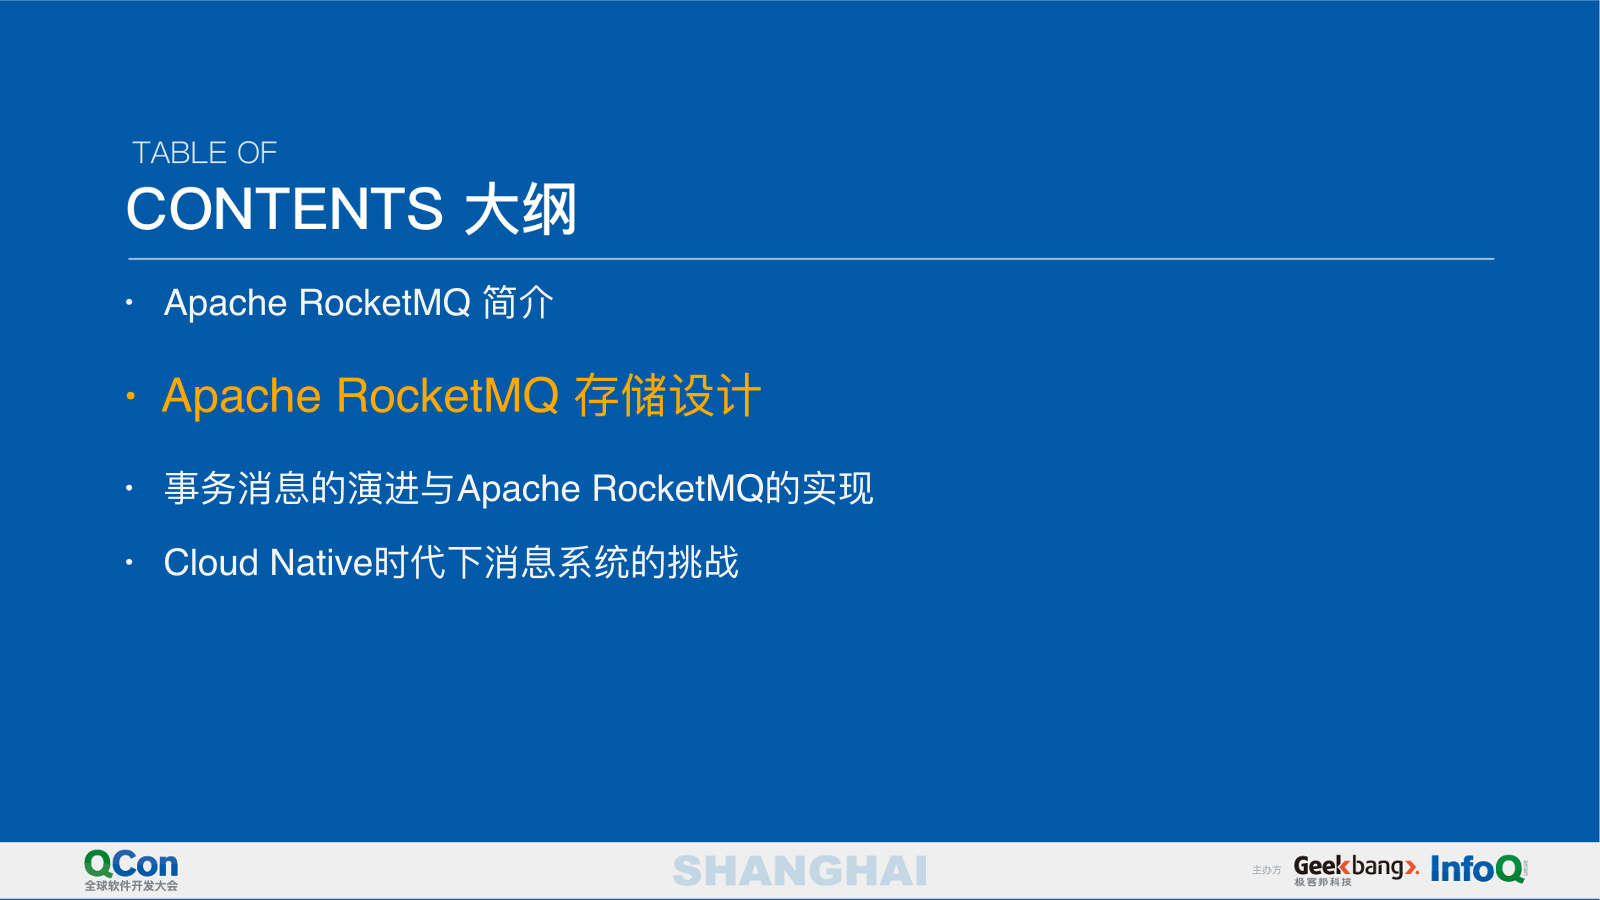 TABLE OF
CONTENTS 大纲
• Apache RocketMQ 简介
• Apache RocketMQ 存储设计
• 事务消息的演进与Apache RocketMQ的实现
• Cloud Native时代下消息系统的挑战
QCon
全球软件开发大会
SHANGHAI
主办方
Geekbang>.
极客邦科技
InfoQ